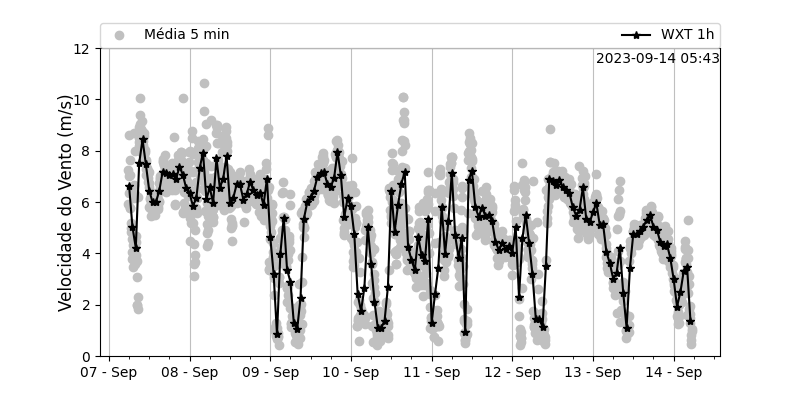 Média 5 min
WXT 1h
2023-09-14 05:43
Velocidade do Vento (m/s)
12
10
8
6
4
2
0
07 - Sep
08 - Sep
09 - Sep
10 - Sep
11 - Sep
12 - Sep
13 - Sep
14 - Sep